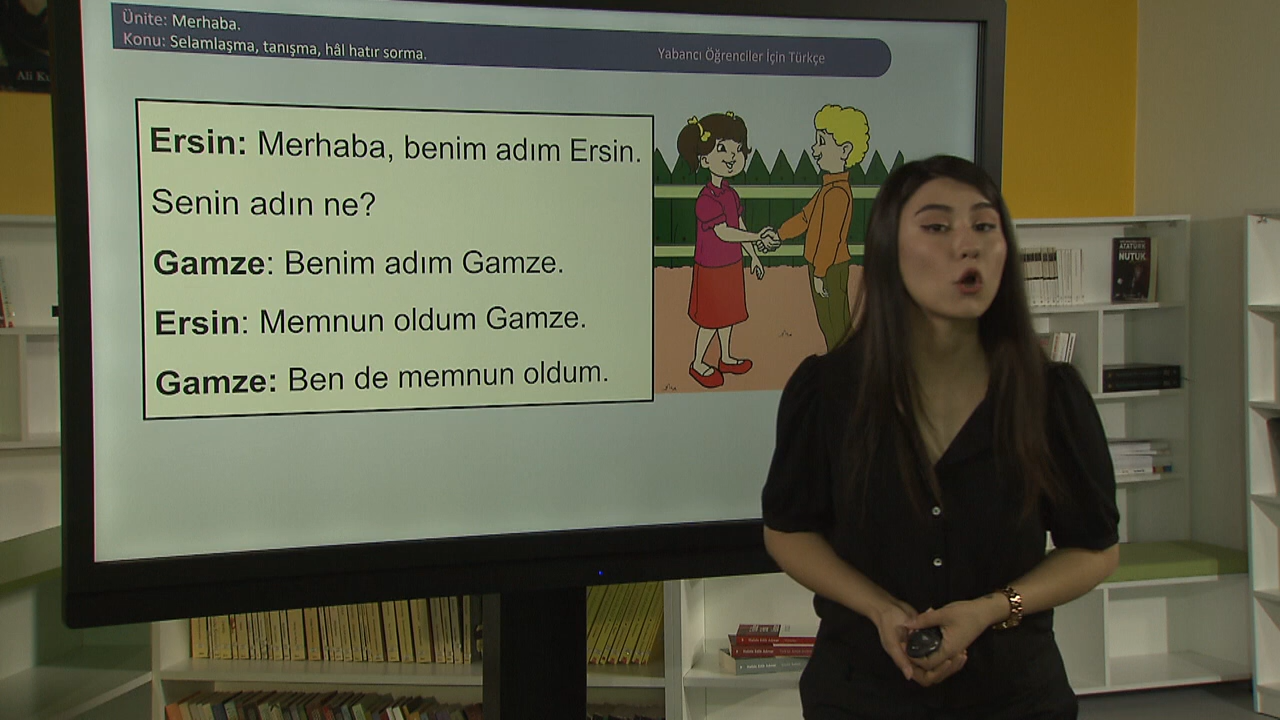 Ünite: Merhaba.
Konu: Selamlaşma, tanışma, hâl hatır sorma.
Yabancı Öğrenciler İçin Türkçe
Ersin: Merhaba, benim adım Ersin.
Senin adın ne?
Gamze: Benim adım Gamze.
Ersin: Memnun oldum Gamze.
Gamze: Ben de memnun oldum.
ATATÜRK
NUTUK
Ali